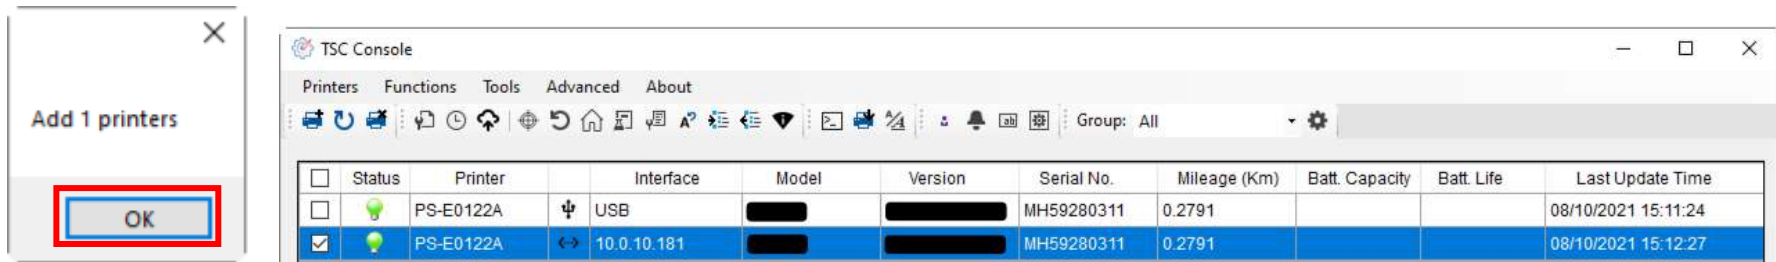 Add 1 printers
OK
TSC Console
Printers Functions Tools Advanced About
Group: All
Status Printer Interface Model Version Serial No. Mileage (Km) Batt. Capacity Batt. Life Last Update Time
PS-E0122A USB MH59280311 0.2791 08/10/2021 15:11:24
PS-E0122A 10.0.10.181 MH59280311 0.2791 08/10/2021 15:12:27